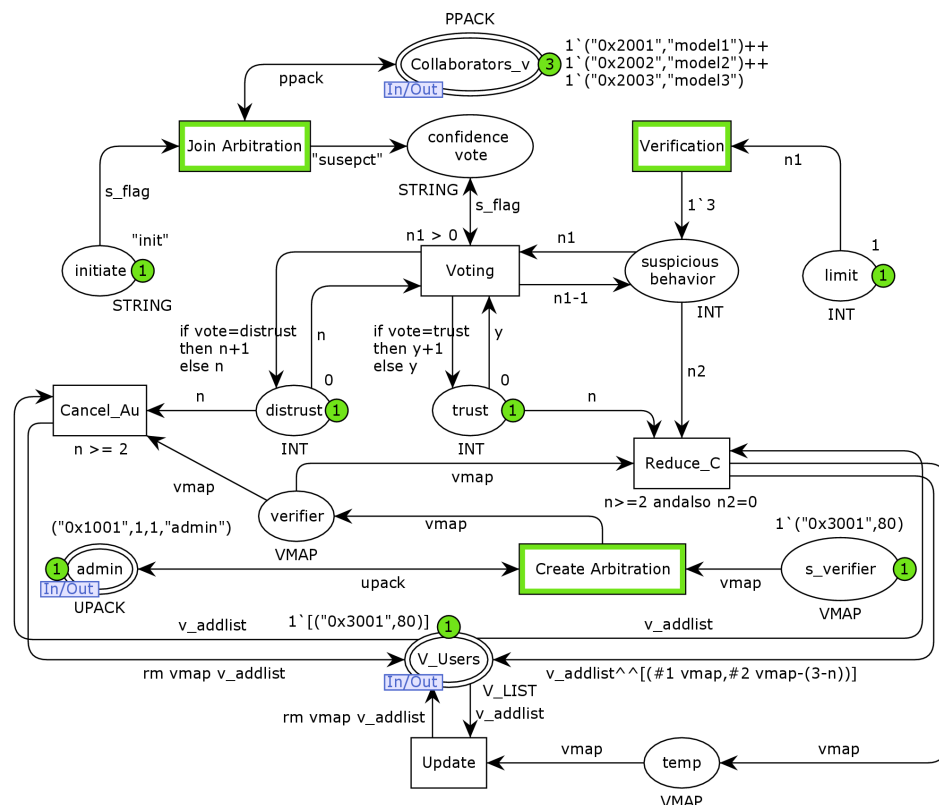 PPACK
Collaborators_v
3
1`("0x2001","model1")++
1`("0x2002","model2")++
1`("0x2003","model3")
In/Out
ppack
Join Arbitration
"susepct"
confidence
vote
STRING
Verification
n1
s_flag
s_flag
1`3
"init"
initiate
1
STRING
n1 > 0
Voting
n1
n1-1
suspicious
behavior
INT
1
limit
1
INT
if vote=distrust
then n+1
else n
n
if vote=trust
then y+1
else y
y
n2
0
0
Cancel_Au
n
distrust
1
INT
trust
1
INT
n
n >= 2
Reduce_C
n>=2 andalso n2=0
vmap
vmap
verifier
VMAP
vmap
("0x1001",1,1,"admin")
1
admin
In/Out
UPACK
upack
Create Arbitration
vmap
1`("0x3001",80)
s_verifier
1
VMAP
v_addlist
1`[("0x3001",80)]
1
v_addlist
V_Users
In/Out
V_LIST
rm vmap v_addlist
v_addlist^^[(#1 vmap,#2 vmap-(3-n))]
rm vmap v_addlist
v_addlist
Update
vmap
temp
vmap
VMAP